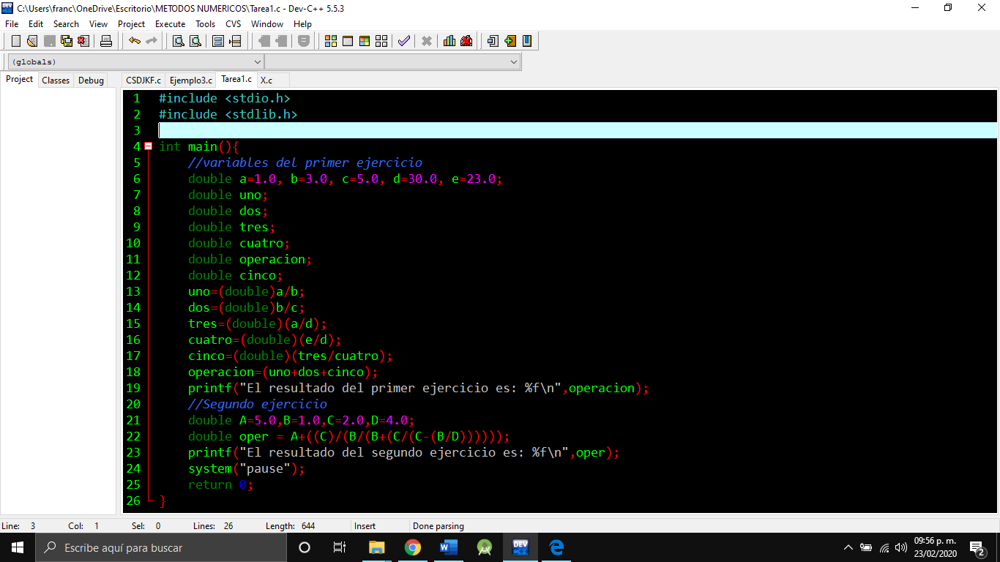 C:\Users\franc\OneDrive\Escritorio\METODOS NUMERICOS\Tarea1.c - Dev-C++ 5.5.3
File Edit Search View Project Execute Tools CVS Window Help
(globals)
Project Classes Debug CSDJKF.c Ejemplo3.c Tarea1.c X.c
1 #include <stdio.h>
2 #include <stdlib.h>
3
4 int main(){
5 //variables del primer ejercicio
6 double a=1.0, b=3.0, c=5.0, d=30.0, e=23.0;
7 double uno;
8 double dos;
9 double tres;
10 double cuatro;
11 double operacion;
12 double cinco;
13 uno=(double)a/b;
14 dos=(double)b/c;
15 tres=(double)(a/d);
16 cuatro=(double)(e/d);
17 cinco=(double)(tres/cuatro);
18 operacion=(uno+dos+cinco);
19 printf("El resultado del primer ejercicio es: %f\n",operacion);
20 //Segundo ejercicio
21 double A=5.0,B=1.0,C=2.0,D=4.0;
22 double oper = A+((C)/(B/(B+(C/(C-(B/D))))));
23 printf("El resultado del segundo ejercicio es: %f\n",oper);
24 system("pause");
25 return 0;
26 }
Line: 3 Col: 1 Sel: 0 Lines: 26 Length: 644 Insert Done parsing
Escribe aquí para buscar
DEV C++
09:56 p. m.
23/02/2020
2